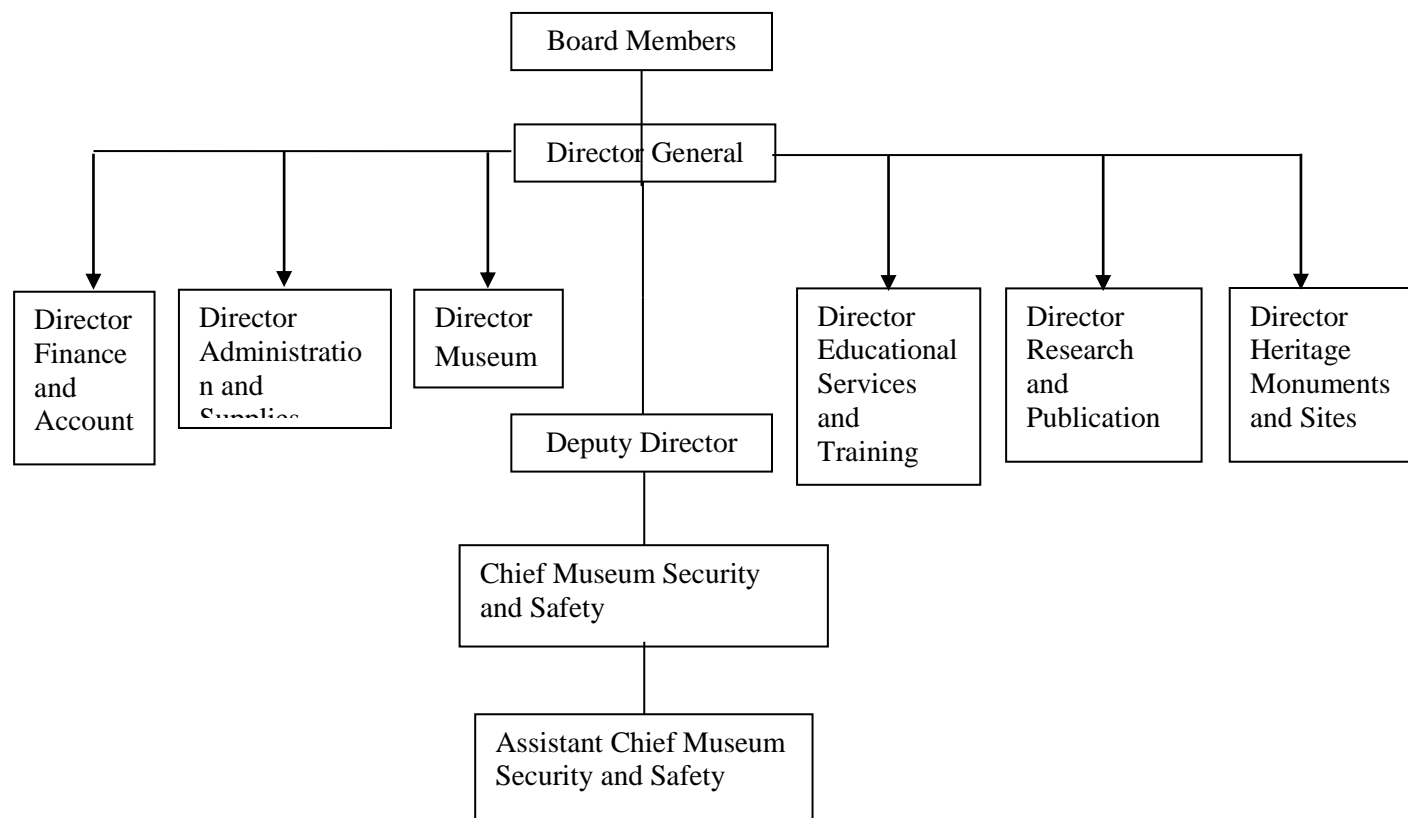 Board Members
Director General
Director
Finance
and
Account
Director
Administratio
n and
Supplies
Director
Museum
Director
Educational
Services
and
Training
Director
Research
and
Publication
Director
Heritage
Monuments
and Sites
Deputy Director
Chief Museum Security
and Safety
Assistant Chief Museum
Security and Safety